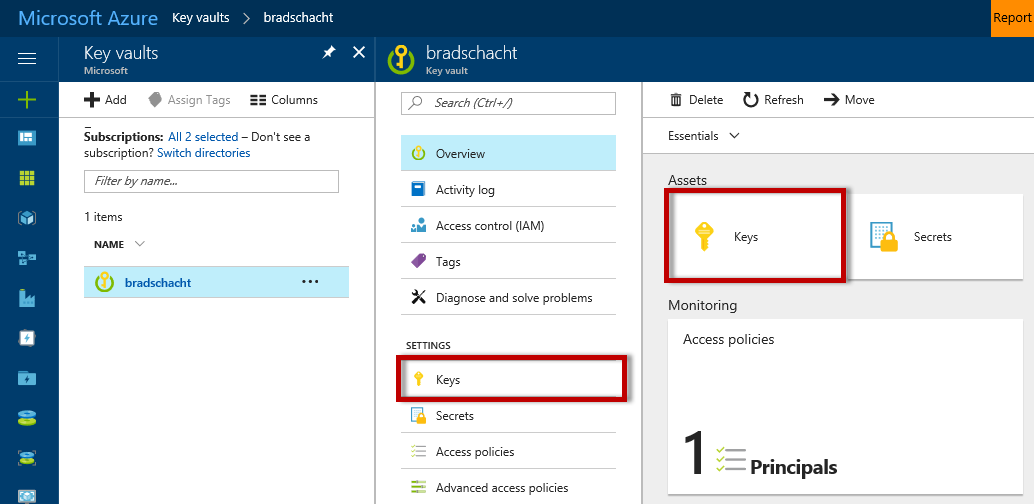 Microsoft Azure Key vaults > bradschacht
Report
Key vaults
Microsoft
Add Assign Tags Columns
Subscriptions: All 2 selected – Don't see a
subscription? Switch directories
Filter by name...
1 items
NAME
bradschacht
bradschacht
Key vault
Search (Ctrl+/)
Overview
Activity log
Access control (IAM)
Tags
Diagnose and solve problems
SETTINGS
Keys
Secrets
Access policies
Advanced access policies
Delete Refresh Move
Essentials
Assets
Keys
Secrets
Monitoring
Access policies
1 Principals